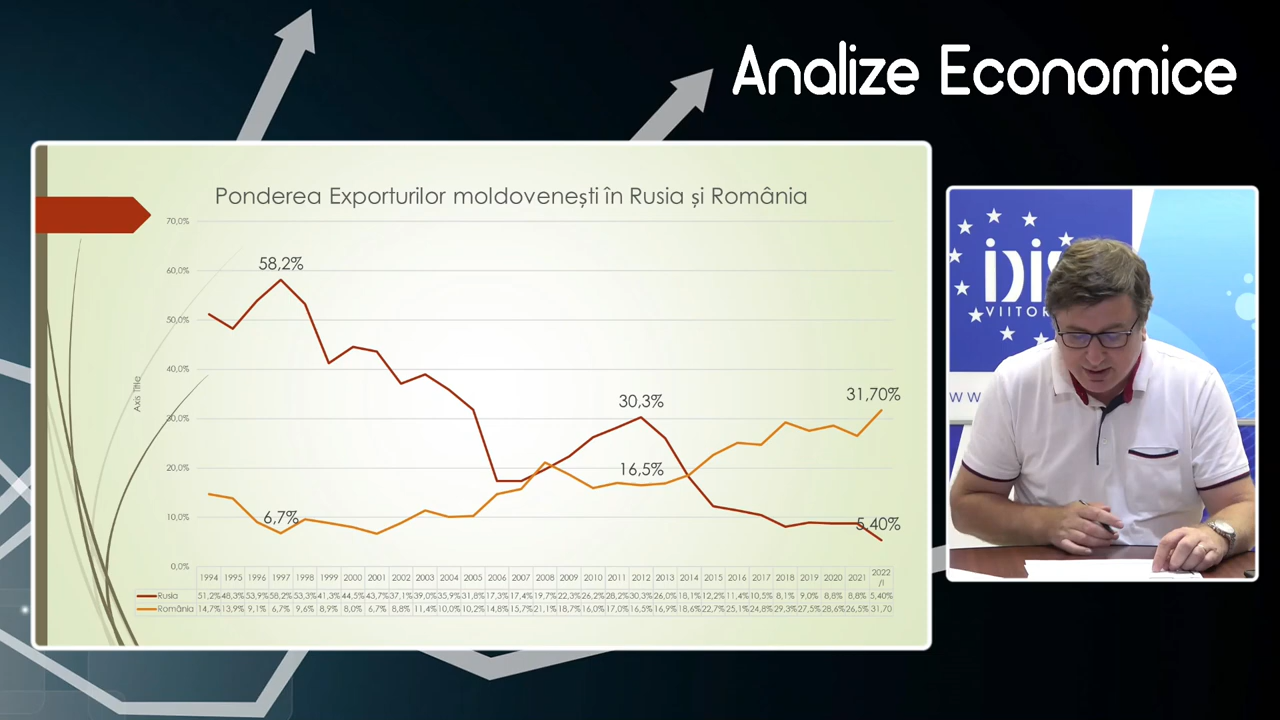 Analize Economice
Ponderea Exporturilor moldovenești în Rusia și România
70,0%
60,0%
50,0%
40,0%
30,0%
20,0%
10,0%
0,0%
Axis Title
58,2%
30,3%
31,70%
16,5%
6,7%
5,40%
1994 1995 1996 1997 1998 1999 2000 2001 2002 2003 2004 2005 2006 2007 2008 2009 2010 2011 2012 2013 2014 2015 2016 2017 2018 2019 2020 2021 2022 /I
Rusia 51,2% 48,3% 53,9% 58,2% 53,3% 41,3% 44,5% 43,7% 37,1% 39,0% 35,9% 31,8% 17,3% 17,4% 19,7% 22,3% 26,2% 28,2% 30,3% 26,0% 18,1% 12,2% 11,4% 10,5% 8,1% 9,0% 8,8% 8,8% 5,40%
România 14,7% 13,9% 9,1% 6,7% 9,6% 8,9% 8,0% 6,7% 8,8% 11,4% 10,0% 10,2% 14,8% 15,7% 21,1% 18,7% 16,0% 17,0% 16,5% 16,9% 18,6% 22,7% 25,1% 24,8% 29,3% 27,5% 28,6% 26,5% 31,70
IDIS
VIITOR
WW